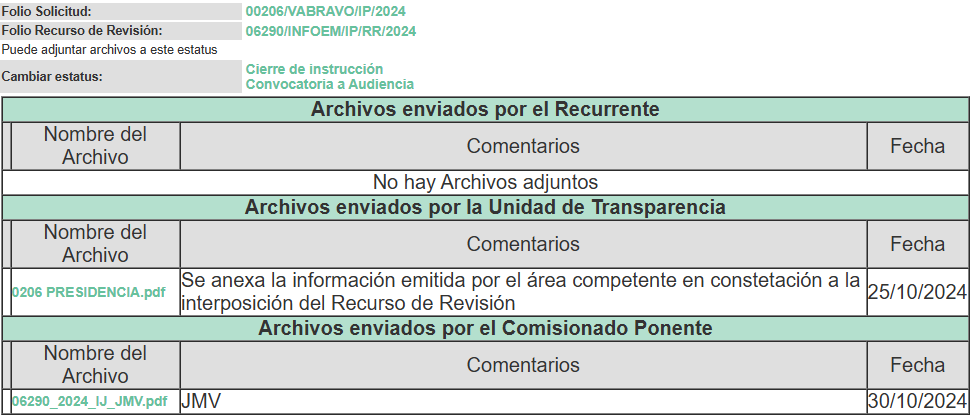 Folio Solicitud: 00206/VABRAVO/IP/2024
Folio Recurso de Revisión: 06290/INFOEM/IP/RR/2024
Puede adjuntar archivos a este estatus
Cambiar estatus: Cierre de instrucción
Convocatoria a Audiencia
Archivos enviados por el Recurrente
Nombre del Archivo Comentarios Fecha
No hay Archivos adjuntos
Archivos enviados por la Unidad de Transparencia
Nombre del Archivo Comentarios Fecha
0206 PRESIDENCIA.pdf Se anexa la información emitida por el área competente en constetación a la
interposición del Recurso de Revisión 25/10/2024
Archivos enviados por el Comisionado Ponente
Nombre del Archivo Comentarios Fecha
06290_2024_IJ_JMV.pdf JMV 30/10/2024